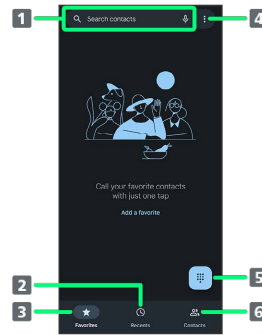 1
Search contacts
4
Call your favorite contacts
with just one tap
Add a favorite
5
2
3
6
Favorites
Recents
Contacts